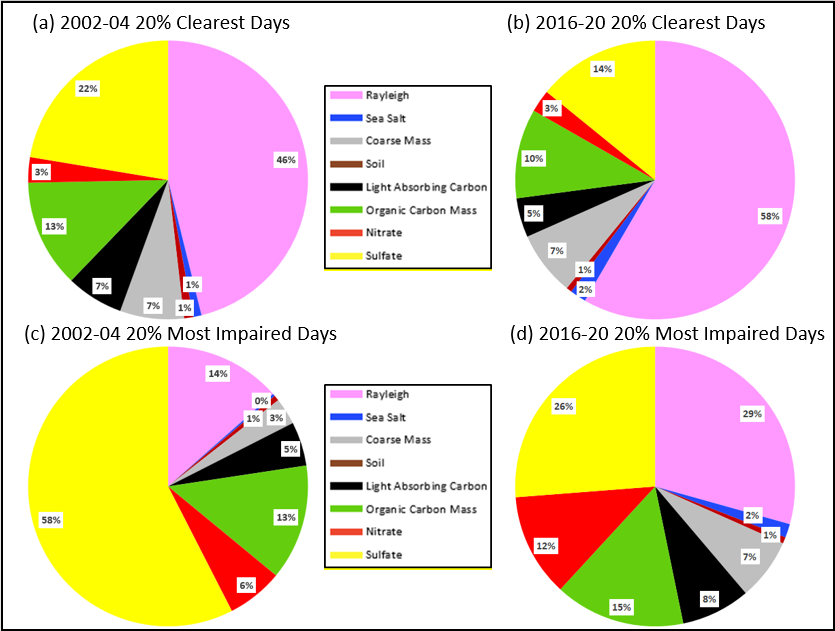 (a) 2002-04 20% Clearest Days
(b) 2016-20 20% Clearest Days
22%
46%
3%
13%
7%
7%
1%
1%
Rayleigh
Sea Salt
Coarse Mass
Soil
Light Absorbing Carbon
Organic Carbon Mass
Nitrate
Sulfate
14%
3%
10%
5%
7%
1%
2%
58%
(c) 2002-04 20% Most Impaired Days
(d) 2016-20 20% Most Impaired Days
14%
0%
1%
3%
5%
13%
6%
58%
Rayleigh
Sea Salt
Coarse Mass
Soil
Light Absorbing Carbon
Organic Carbon Mass
Nitrate
Sulfate
26%
29%
2%
1%
7%
8%
15%
12%